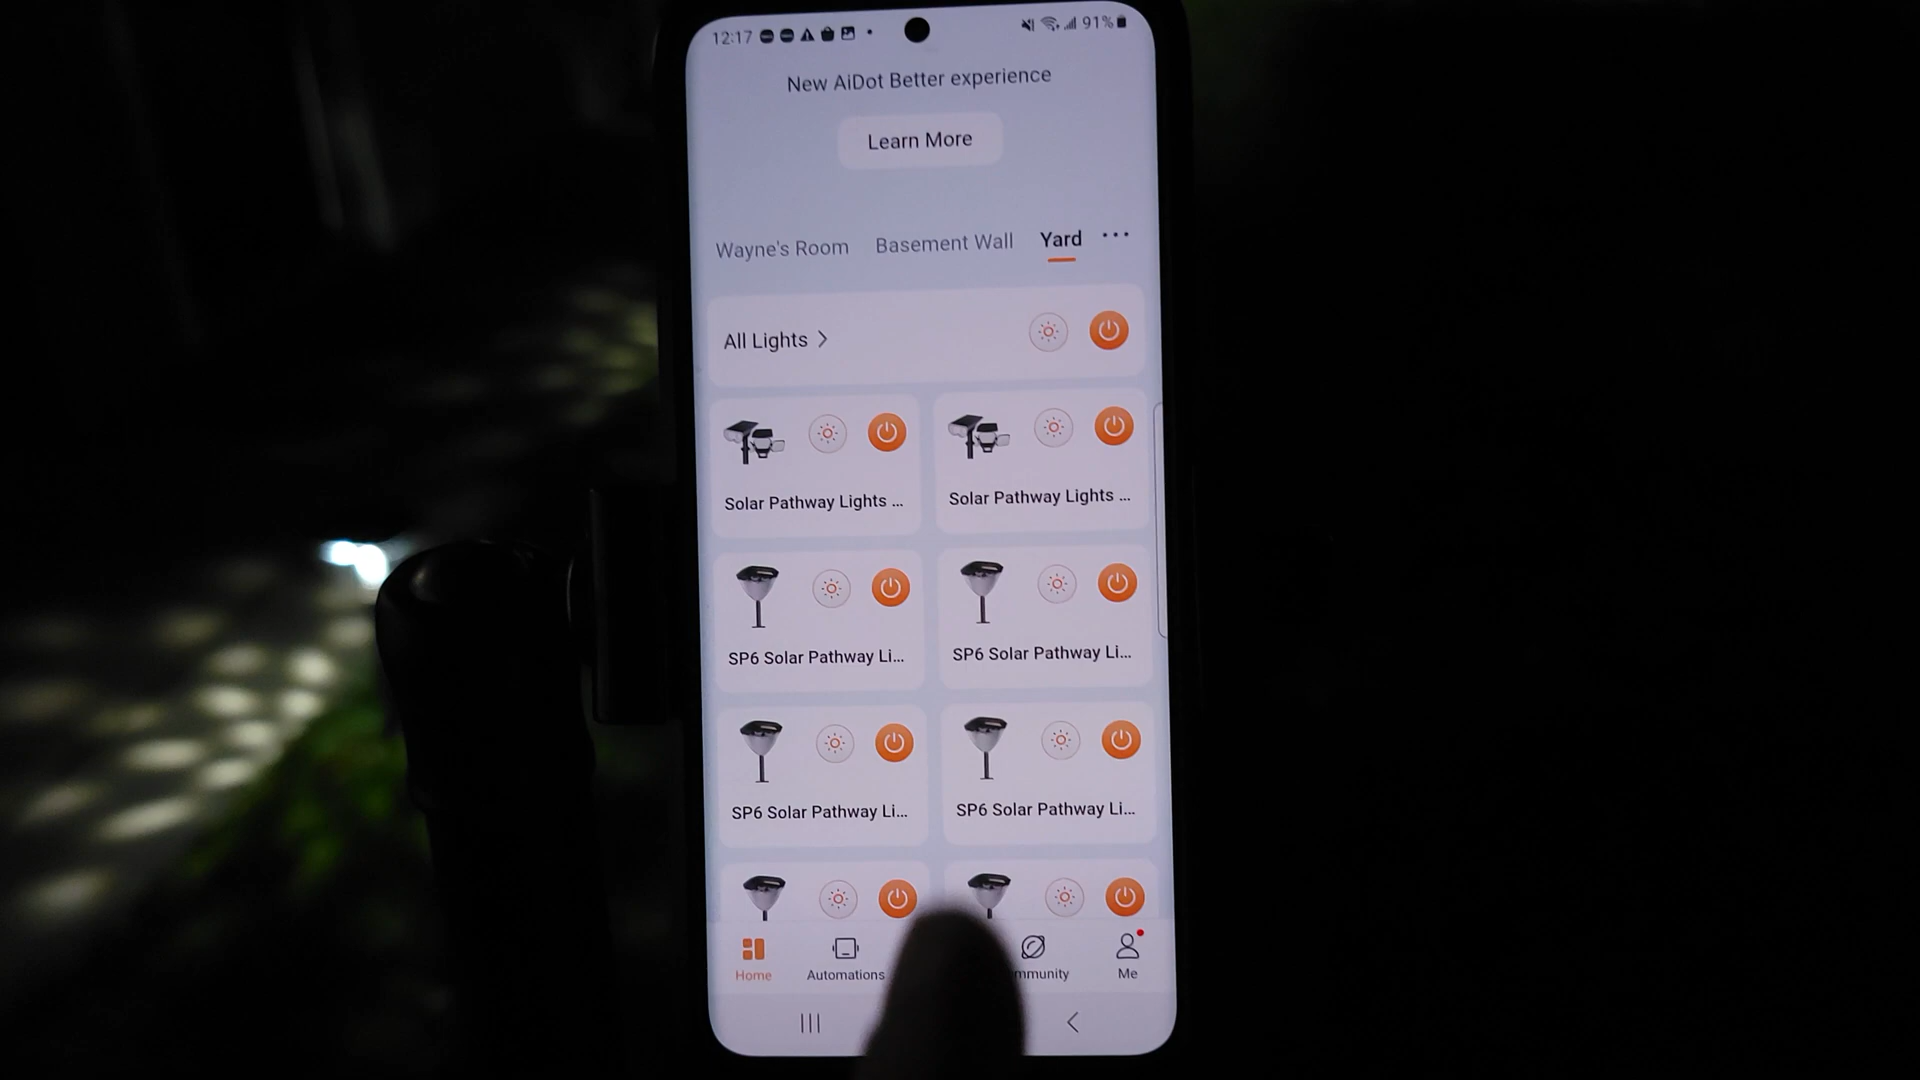 12:17
91%
New AiDot Better experience
Learn More
Wayne's Room Basement Wall Yard ...
All Lights >
Solar Pathway Lights ... Solar Pathway Lights ...
SP6 Solar Pathway Li... SP6 Solar Pathway Li...
SP6 Solar Pathway Li... SP6 Solar Pathway Li...
Home Automations mmunity Me